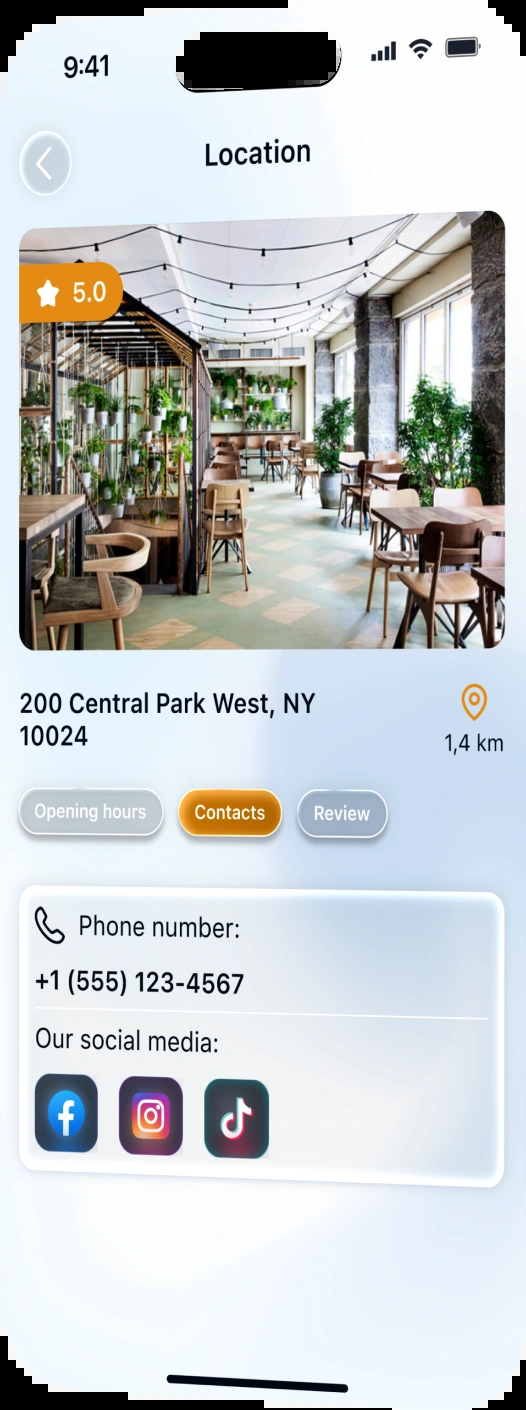 9:41
Location
5.0
200 Central Park West, NY
10024
1,4 km
Opening hours
Contacts
Review
Phone number:
+1 (555) 123-4567
Our social media: